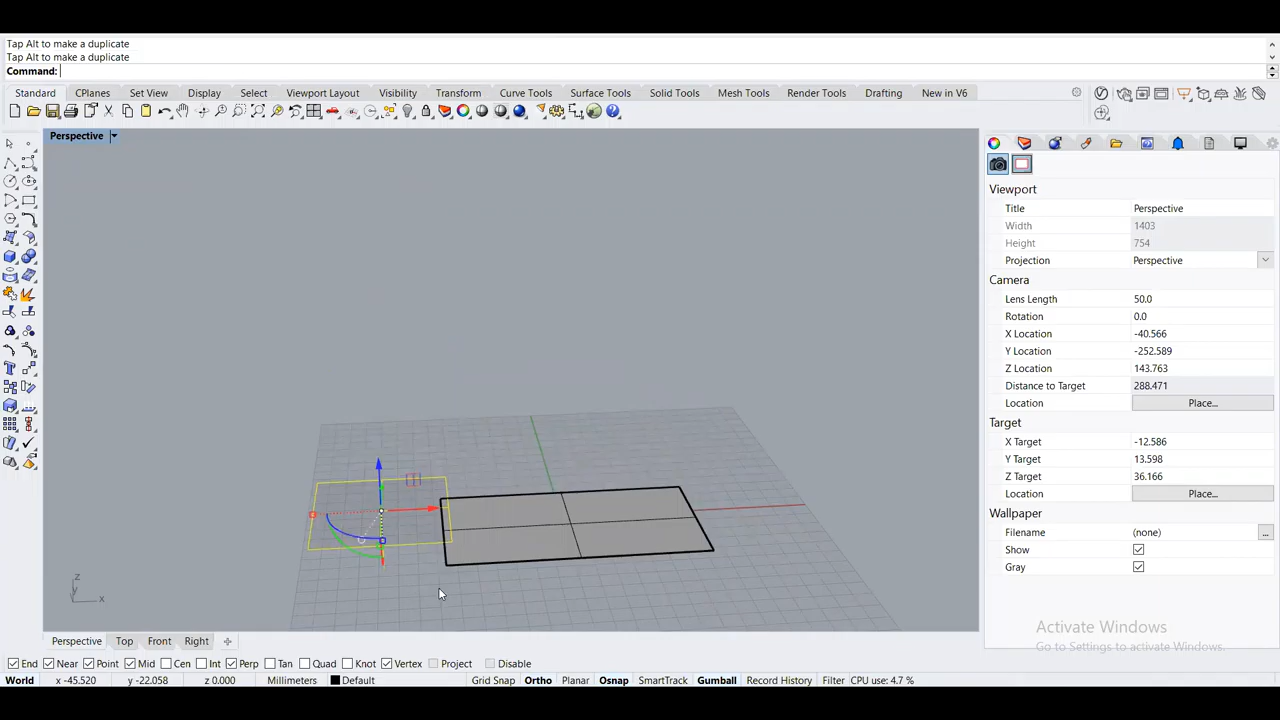 Tap Alt to make a duplicate
Tap Alt to make a duplicate
Command:
Standard CPlanes Set View Display Select Viewport Layout Visibility Transform Curve Tools Surface Tools Solid Tools Mesh Tools Render Tools Drafting New in V6
Perspective
Viewport
Title Perspective
Width 1403
Height 754
Projection Perspective
Camera
Lens Length 50.0
Rotation 0.0
X Location -40.566
Y Location -252.589
Z Location 143.763
Distance to Target 288.471
Location Place...
Target
X Target -12.586
Y Target 13.598
Z Target 36.166
Location Place...
Wallpaper
Filename (none) ...
Show
Gray
z
y
x
Activate Windows
Go to Settings to activate Windows.
Perspective Top Front Right
End Near Point Mid Cen Int Perp Tan Quad Knot Vertex Project Disable
World x -45.520 y -22.058 z 0.000 Millimeters Default Grid Snap Ortho Planar Osnap SmartTrack Gumball Record History Filter CPU use: 4.7 %